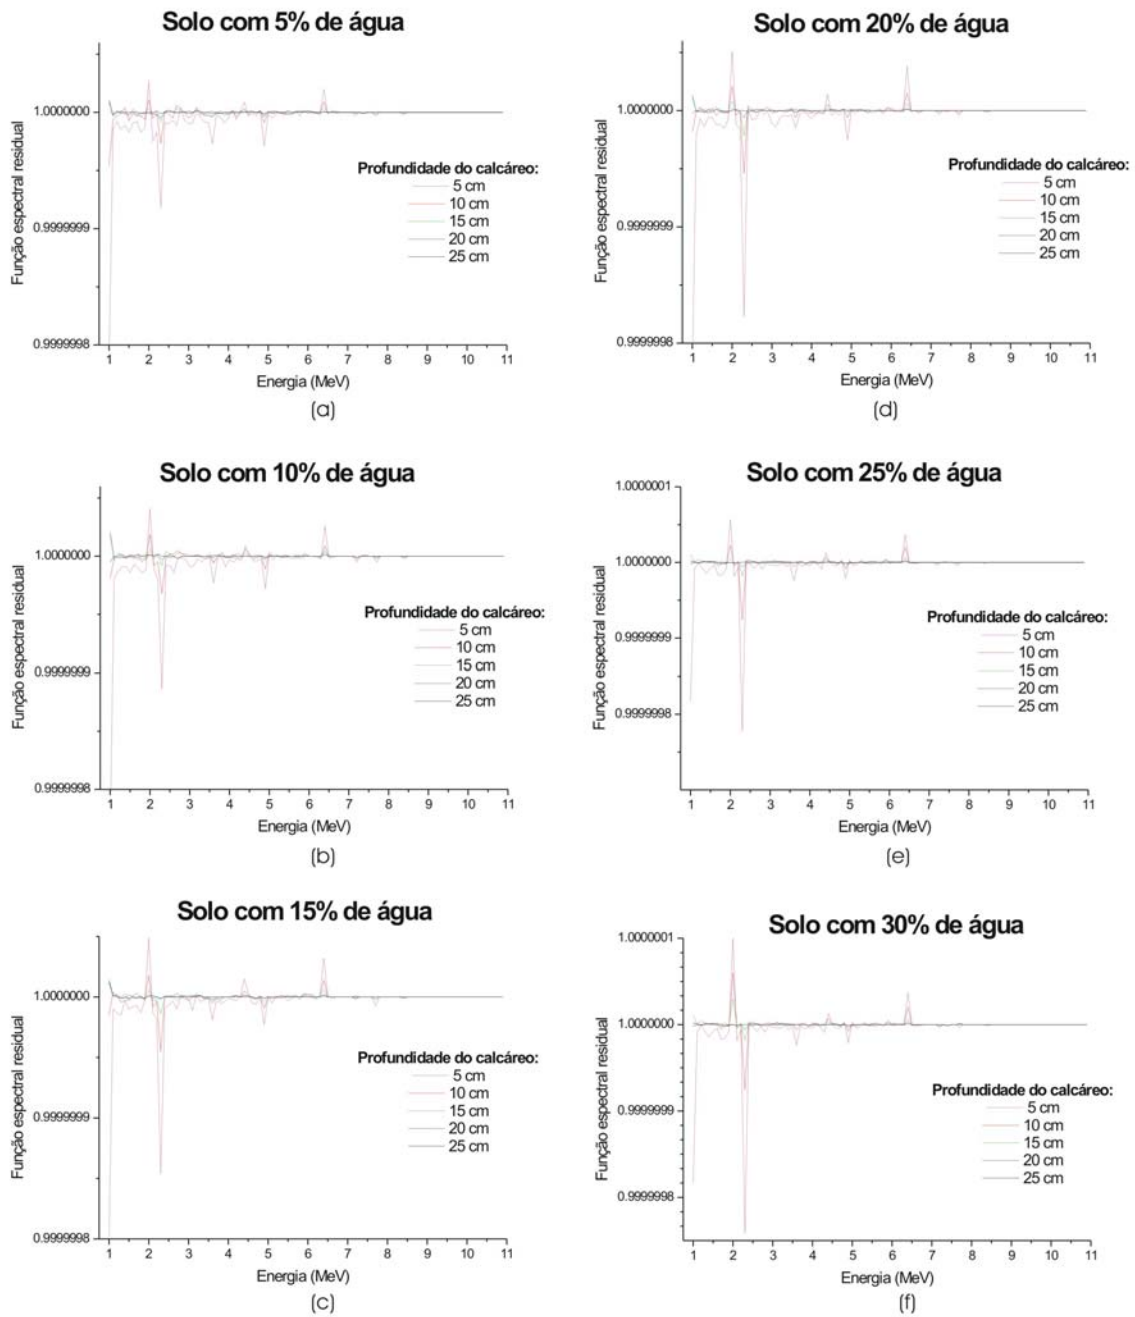 Solo com 5% de água
Função espectral residual
1.0000000
0.9999999
0.9999998
Profundidade do calcáreo:
5 cm
10 cm
15 cm
20 cm
25 cm
1 2 3 4 5 6 7 8 9 10 11
Energia (MeV)
(a)
Solo com 20% de água
Função espectral residual
1.0000000
0.9999999
0.9999998
Profundidade do calcáreo:
5 cm
10 cm
15 cm
20 cm
25 cm
1 2 3 4 5 6 7 8 9 10 11
Energia (MeV)
(d)
Solo com 10% de água
Função espectral residual
1.0000000
0.9999999
0.9999998
Profundidade do calcáreo:
5 cm
10 cm
15 cm
20 cm
25 cm
1 2 3 4 5 6 7 8 9 10 11
Energia (MeV)
(b)
Solo com 25% de água
Função espectral residual
1.0000001
1.0000000
0.9999999
0.9999998
Profundidade do calcáreo:
5 cm
10 cm
15 cm
20 cm
25 cm
1 2 3 4 5 6 7 8 9 10 11
Energia (MeV)
(e)
Solo com 15% de água
Função espectral residual
1.0000000
0.9999999
0.9999998
Profundidade do calcáreo:
5 cm
10 cm
15 cm
20 cm
25 cm
1 2 3 4 5 6 7 8 9 10 11
Energia (MeV)
(c)
Solo com 30% de água
Função espectral residual
1.0000001
1.0000000
0.9999999
0.9999998
Profundidade do calcáreo:
5 cm
10 cm
15 cm
20 cm
25 cm
1 2 3 4 5 6 7 8 9 10 11
Energia (MeV)
(f)